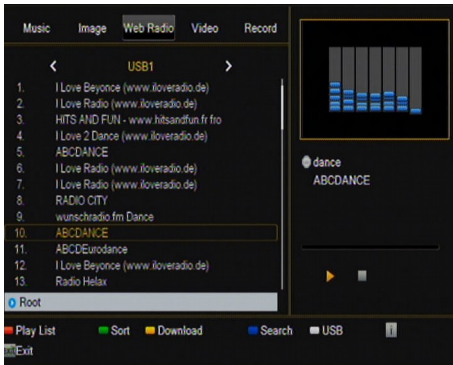 Music Image Web Radio Video Record
USB1
1. I Love Beyonce (www.iloveradio.de)
2. I Love Radio (www.iloveradio.de)
3. HITS AND FUN - www.hitsandfun.fr fro
4. I Love 2 Dance (www.iloveradio.de)
5. ABCDANCE
6. I Love Radio (www.iloveradio.de)
7. I Love Radio (www.iloveradio.de)
8. RADIO CITY
9. wunschradio.fm Dance
10. ABCDANCE
11. ABCDEurodance
12. I Love Beyonce (www.iloveradio.de)
13. Radio Helax
Root
dance
ABCDANCE
Play List Sort Download Search USB i
Exit